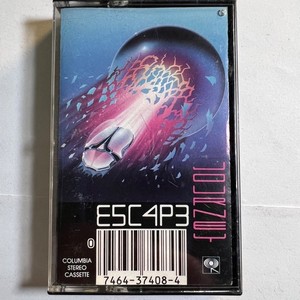 JOURNEY
E5C4P3
0
COLUMBIA
STEREO
CASSETTE
7464-37408-4